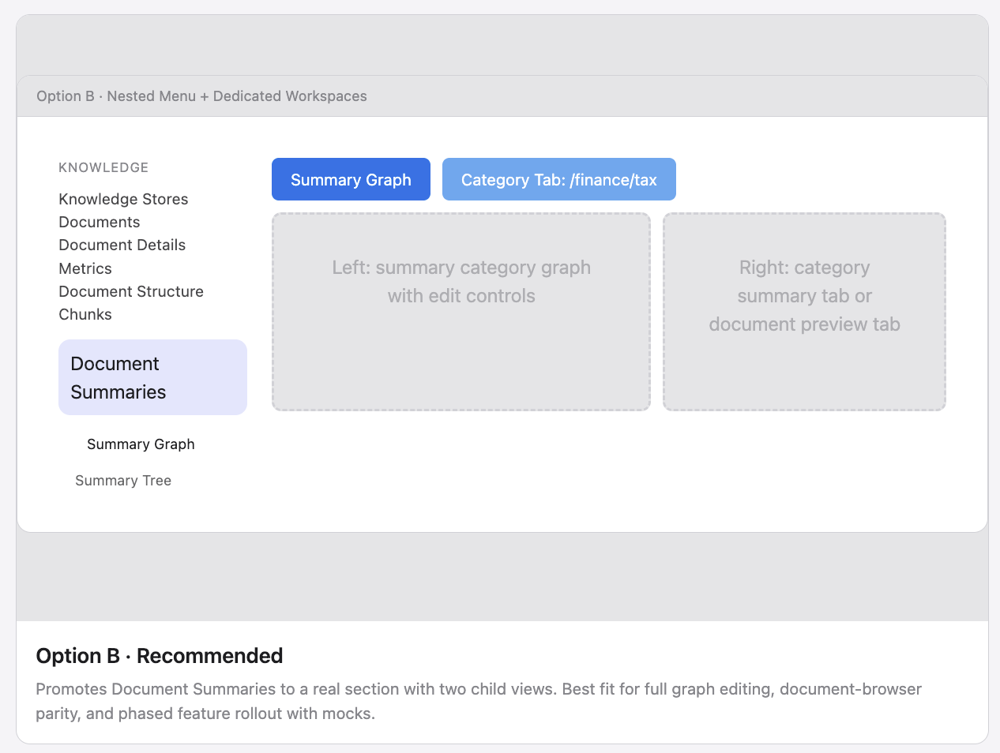 Option B · Nested Menu + Dedicated Workspaces
KNOWLEDGE
Knowledge Stores
Documents
Document Details
Metrics
Document Structure
Chunks
Document
Summaries
Summary Graph
Summary Tree
Summary Graph
Category Tab: /finance/tax
Left: summary category graph
with edit controls
Right: category
summary tab or
document preview tab
Option B · Recommended
Promotes Document Summaries to a real section with two child views. Best fit for full graph editing, document-browser
parity, and phased feature rollout with mocks.